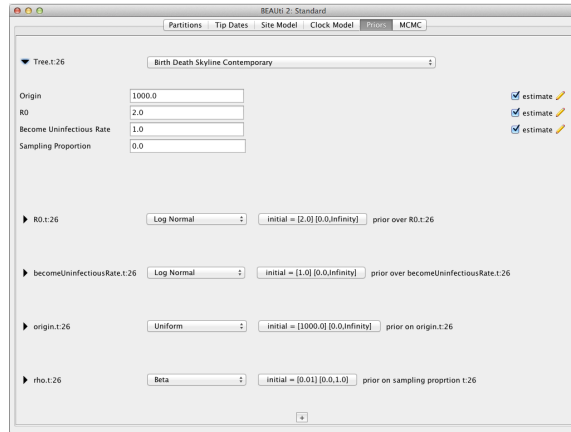 BEAUti 2: Standard
Partitions Tip Dates Site Model Clock Model Priors MCMC
Tree.t:26 Birth Death Skyline Contemporary
Origin 1000.0 estimate
R0 2.0 estimate
Become Uninfectious Rate 1.0 estimate
Sampling Proportion 0.0
R0.t:26 Log Normal initial = [2.0] [0.0,Infinity] prior over R0.t:26
becomeUninfectiousRate.t:26 Log Normal initial = [1.0] [0.0,Infinity] prior over becomeUninfectiousRate.t:26
origin.t:26 Uniform initial = [1000.0] [0.0,Infinity] prior on origin.t:26
rho.t:26 Beta initial = [0.01] [0.0,1.0] prior on sampling proprtion t:26
+